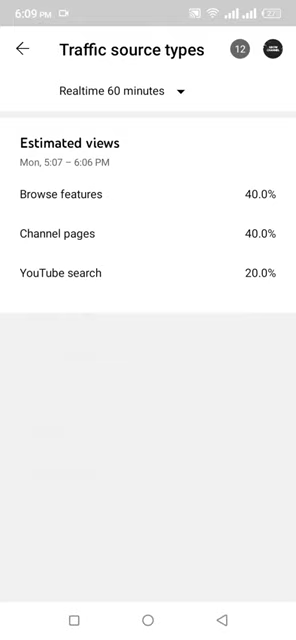 6:09 PM
Traffic source types
12
Realtime 60 minutes
Estimated views
Mon, 5:07 – 6:06 PM
Browse features 40.0%
Channel pages 40.0%
YouTube search 20.0%